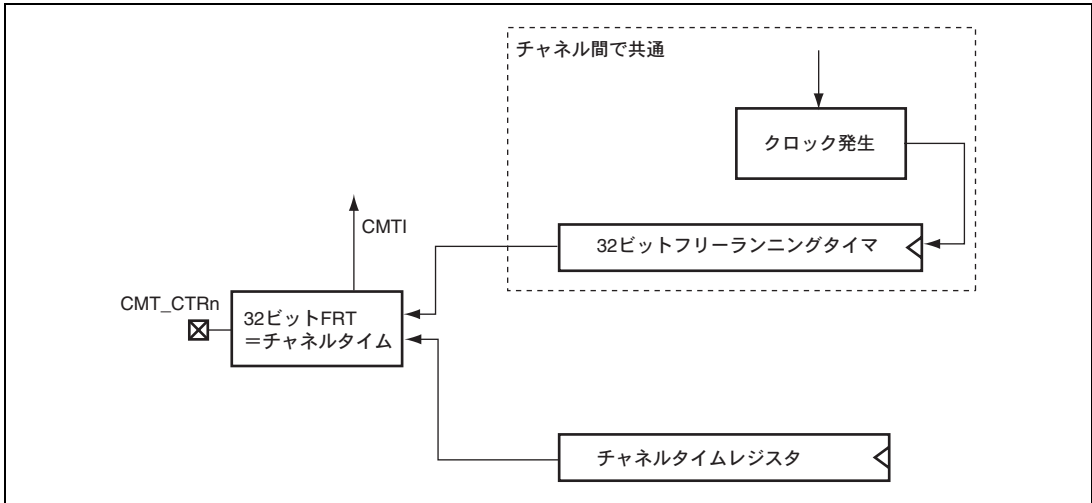 チャネル間で共通
クロック発生
CMTI
32ビットフリーランニングタイマ
CMT_CTRn
32ビットFRT
＝チャネルタイム
チャネルタイムレジスタ